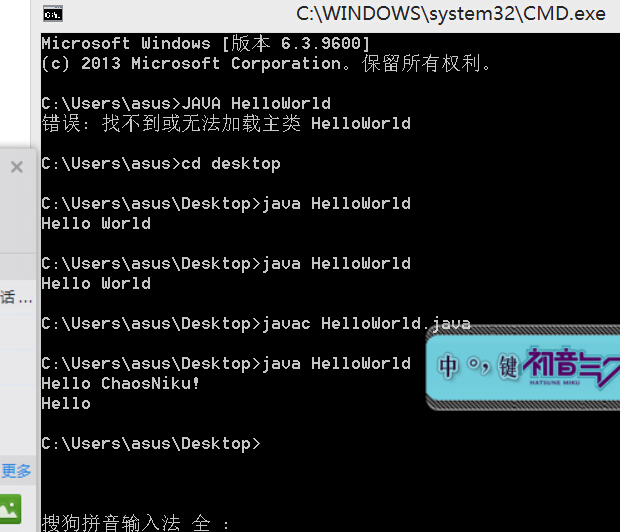 C:\WINDOWS\system32\CMD.exe
Microsoft Windows [版本 6.3.9600]
(c) 2013 Microsoft Corporation。保留所有权利。
C:\Users\asus>JAVA HelloWorld
错误: 找不到或无法加载主类 HelloWorld
C:\Users\asus>cd desktop
C:\Users\asus\Desktop>java HelloWorld
Hello World
C:\Users\asus\Desktop>java HelloWorld
Hello World
话...
C:\Users\asus\Desktop>javac HelloWorld.java
C:\Users\asus\Desktop>java HelloWorld
中 °, 键 初音ミク
HATSUNE MIKU
Hello ChaosNiku!
Hello
C:\Users\asus\Desktop>
更多
搜狗拼音输入法 全 :